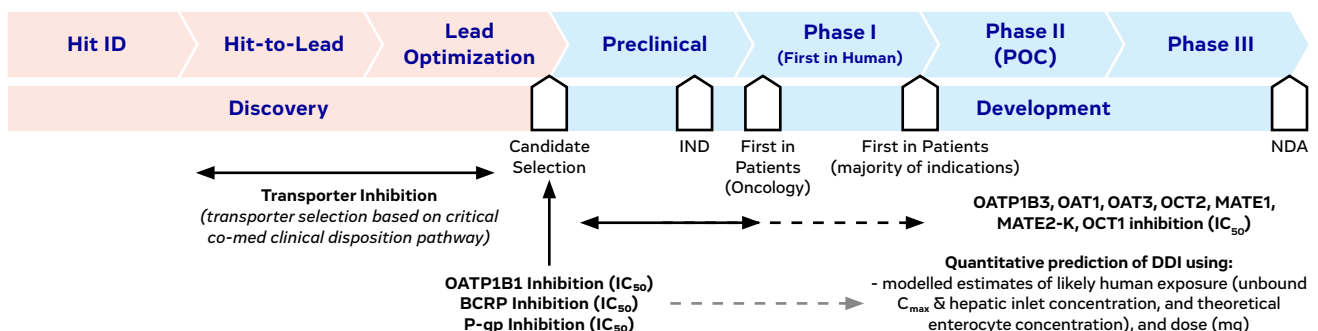 Hit ID
Hit-to-Lead
Lead
Optimization
Preclinical
Phase I
(First in Human)
Phase II
(POC)
Phase III
Discovery
Development
Candidate
Selection
IND
First in
Patients
(Oncology)
First in Patients
(majority of indications)
NDA
Transporter Inhibition
(transporter selection based on critical
co-med clinical disposition pathway)
OATP1B3, OAT1, OAT3, OCT2, MATE1,
MATE2-K, OCT1 inhibition (IC50)
OATP1B1 Inhibition (IC50)
BCRP Inhibition (IC50)
P-gp Inhibition (IC50)
Quantitative prediction of DDI using:
- modelled estimates of likely human exposure (unbound
Cmax & hepatic inlet concentration, and theoretical
enterocyte concentration), and dose (mg)